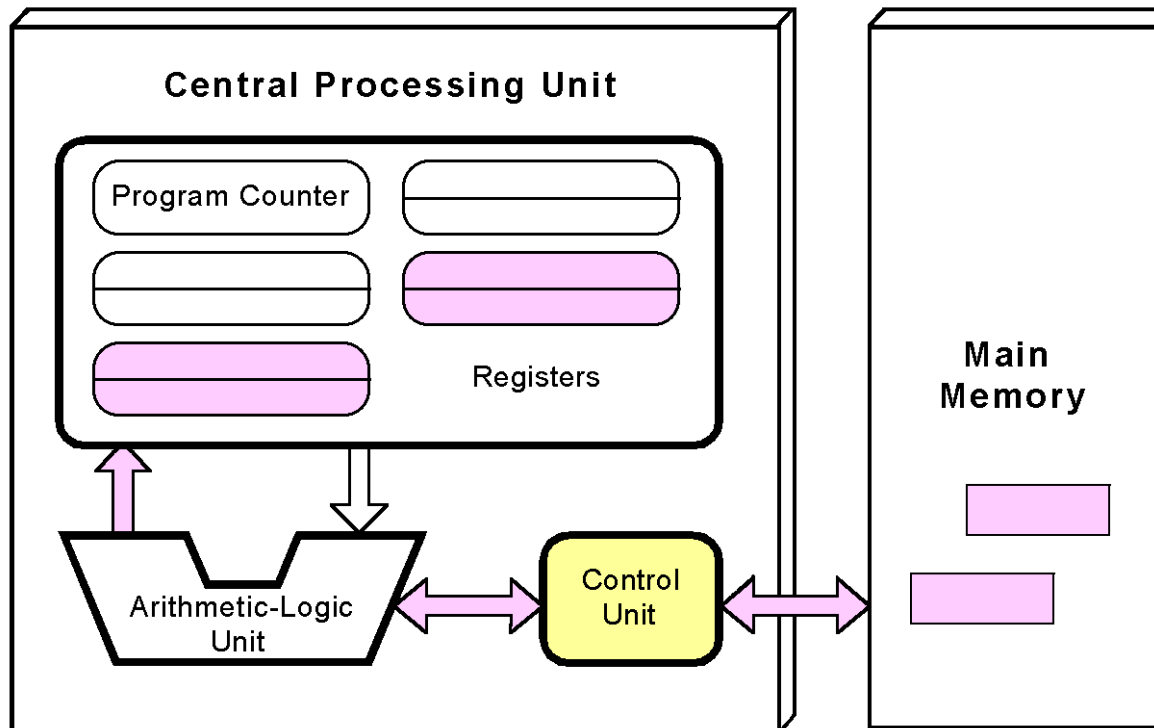 Central Processing Unit
Program Counter
Registers
Arithmetic-Logic
Unit
Control
Unit
Main
Memory